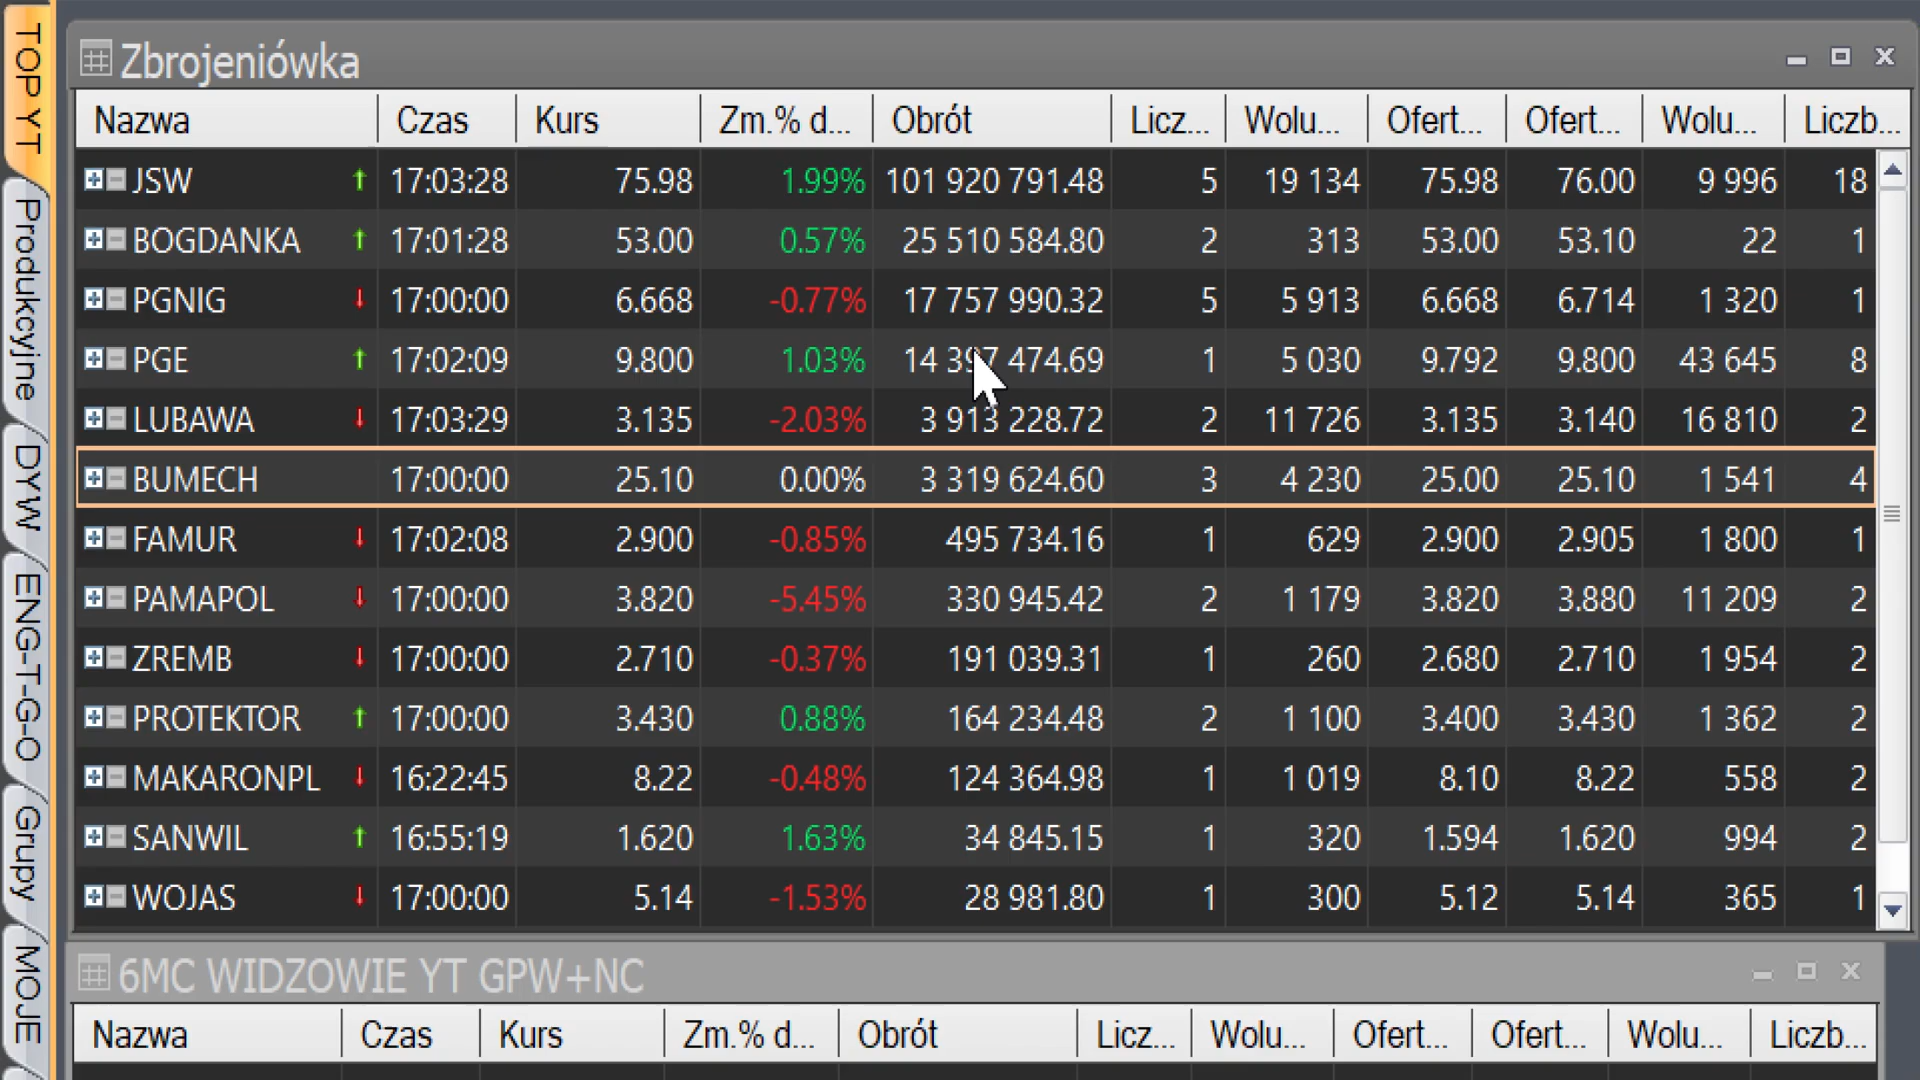 TOP YT
Produkcyjne
DYW
ENG-T-G-O
Grupy
MOJE
Zbrojeniówka
Nazwa Czas Kurs Zm.% d... Obrót Licz... Wolu... Ofert... Ofert... Wolu... Liczb...
JSW 17:03:28 75.98 1.99% 101 920 791.48 5 19 134 75.98 76.00 9 996 18
BOGDANKA 17:01:28 53.00 0.57% 25 510 584.80 2 313 53.00 53.10 22 1
PGNIG 17:00:00 6.668 -0.77% 17 757 990.32 5 5 913 6.668 6.714 1 320 1
PGE 17:02:09 9.800 1.03% 14 397 474.69 1 5 030 9.792 9.800 43 645 8
LUBAWA 17:03:29 3.135 -2.03% 3 913 228.72 2 11 726 3.135 3.140 16 810 2
BUMECH 17:00:00 25.10 0.00% 3 319 624.60 3 4 230 25.00 25.10 1 541 4
FAMUR 17:02:08 2.900 -0.85% 495 734.16 1 629 2.900 2.905 1 800 1
PAMAPOL 17:00:00 3.820 -5.45% 330 945.42 2 1 179 3.820 3.880 11 209 2
ZREMB 17:00:00 2.710 -0.37% 191 039.31 1 260 2.680 2.710 1 954 2
PROTEKTOR 17:00:00 3.430 0.88% 164 234.48 2 1 100 3.400 3.430 1 362 2
MAKARONPL 16:22:45 8.22 -0.48% 124 364.98 1 1 019 8.10 8.22 558 2
SANWIL 16:55:19 1.620 1.63% 34 845.15 1 320 1.594 1.620 994 2
WOJAS 17:00:00 5.14 -1.53% 28 981.80 1 300 5.12 5.14 365 1
6MC WIDZOWIE YT GPW+NC
Nazwa Czas Kurs Zm.% d... Obrót Licz... Wolu... Ofert... Ofert... Wolu... Liczb...